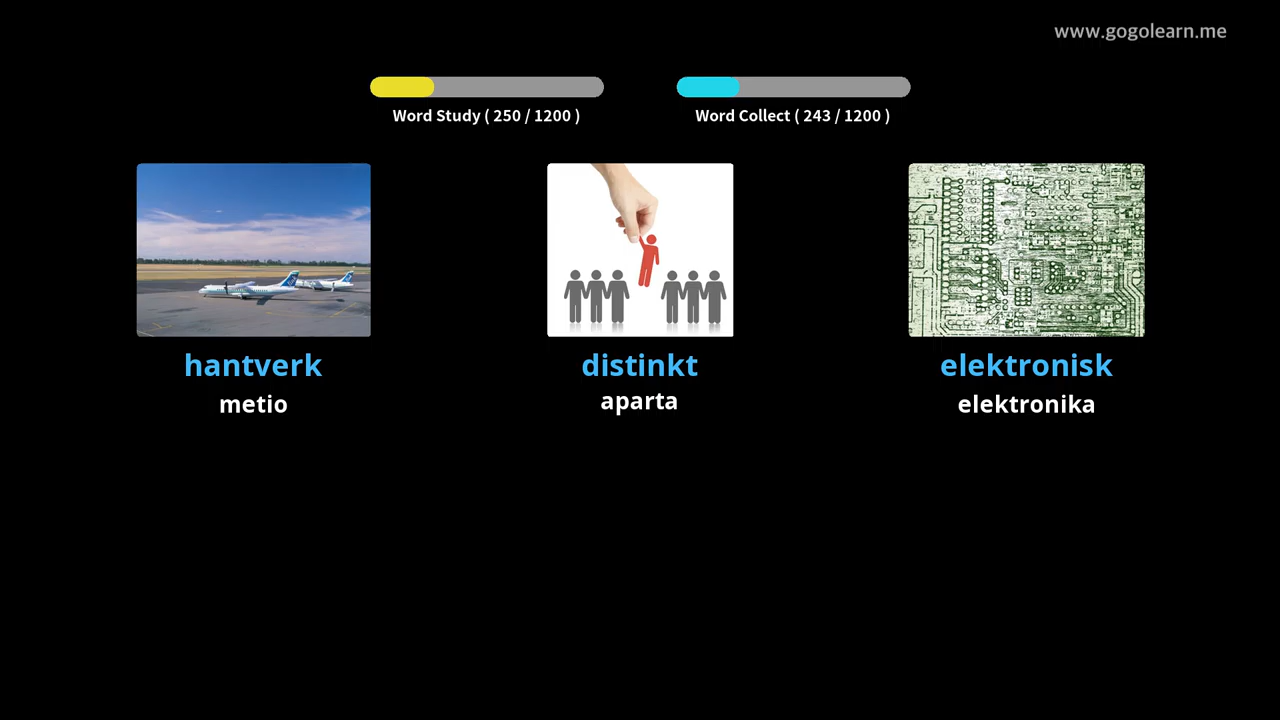 www.gogolearn.me
Word Study ( 250 / 1200 )
Word Collect ( 243 / 1200 )
hantverk
metio
distinkt
aparta
elektronisk
elektronika